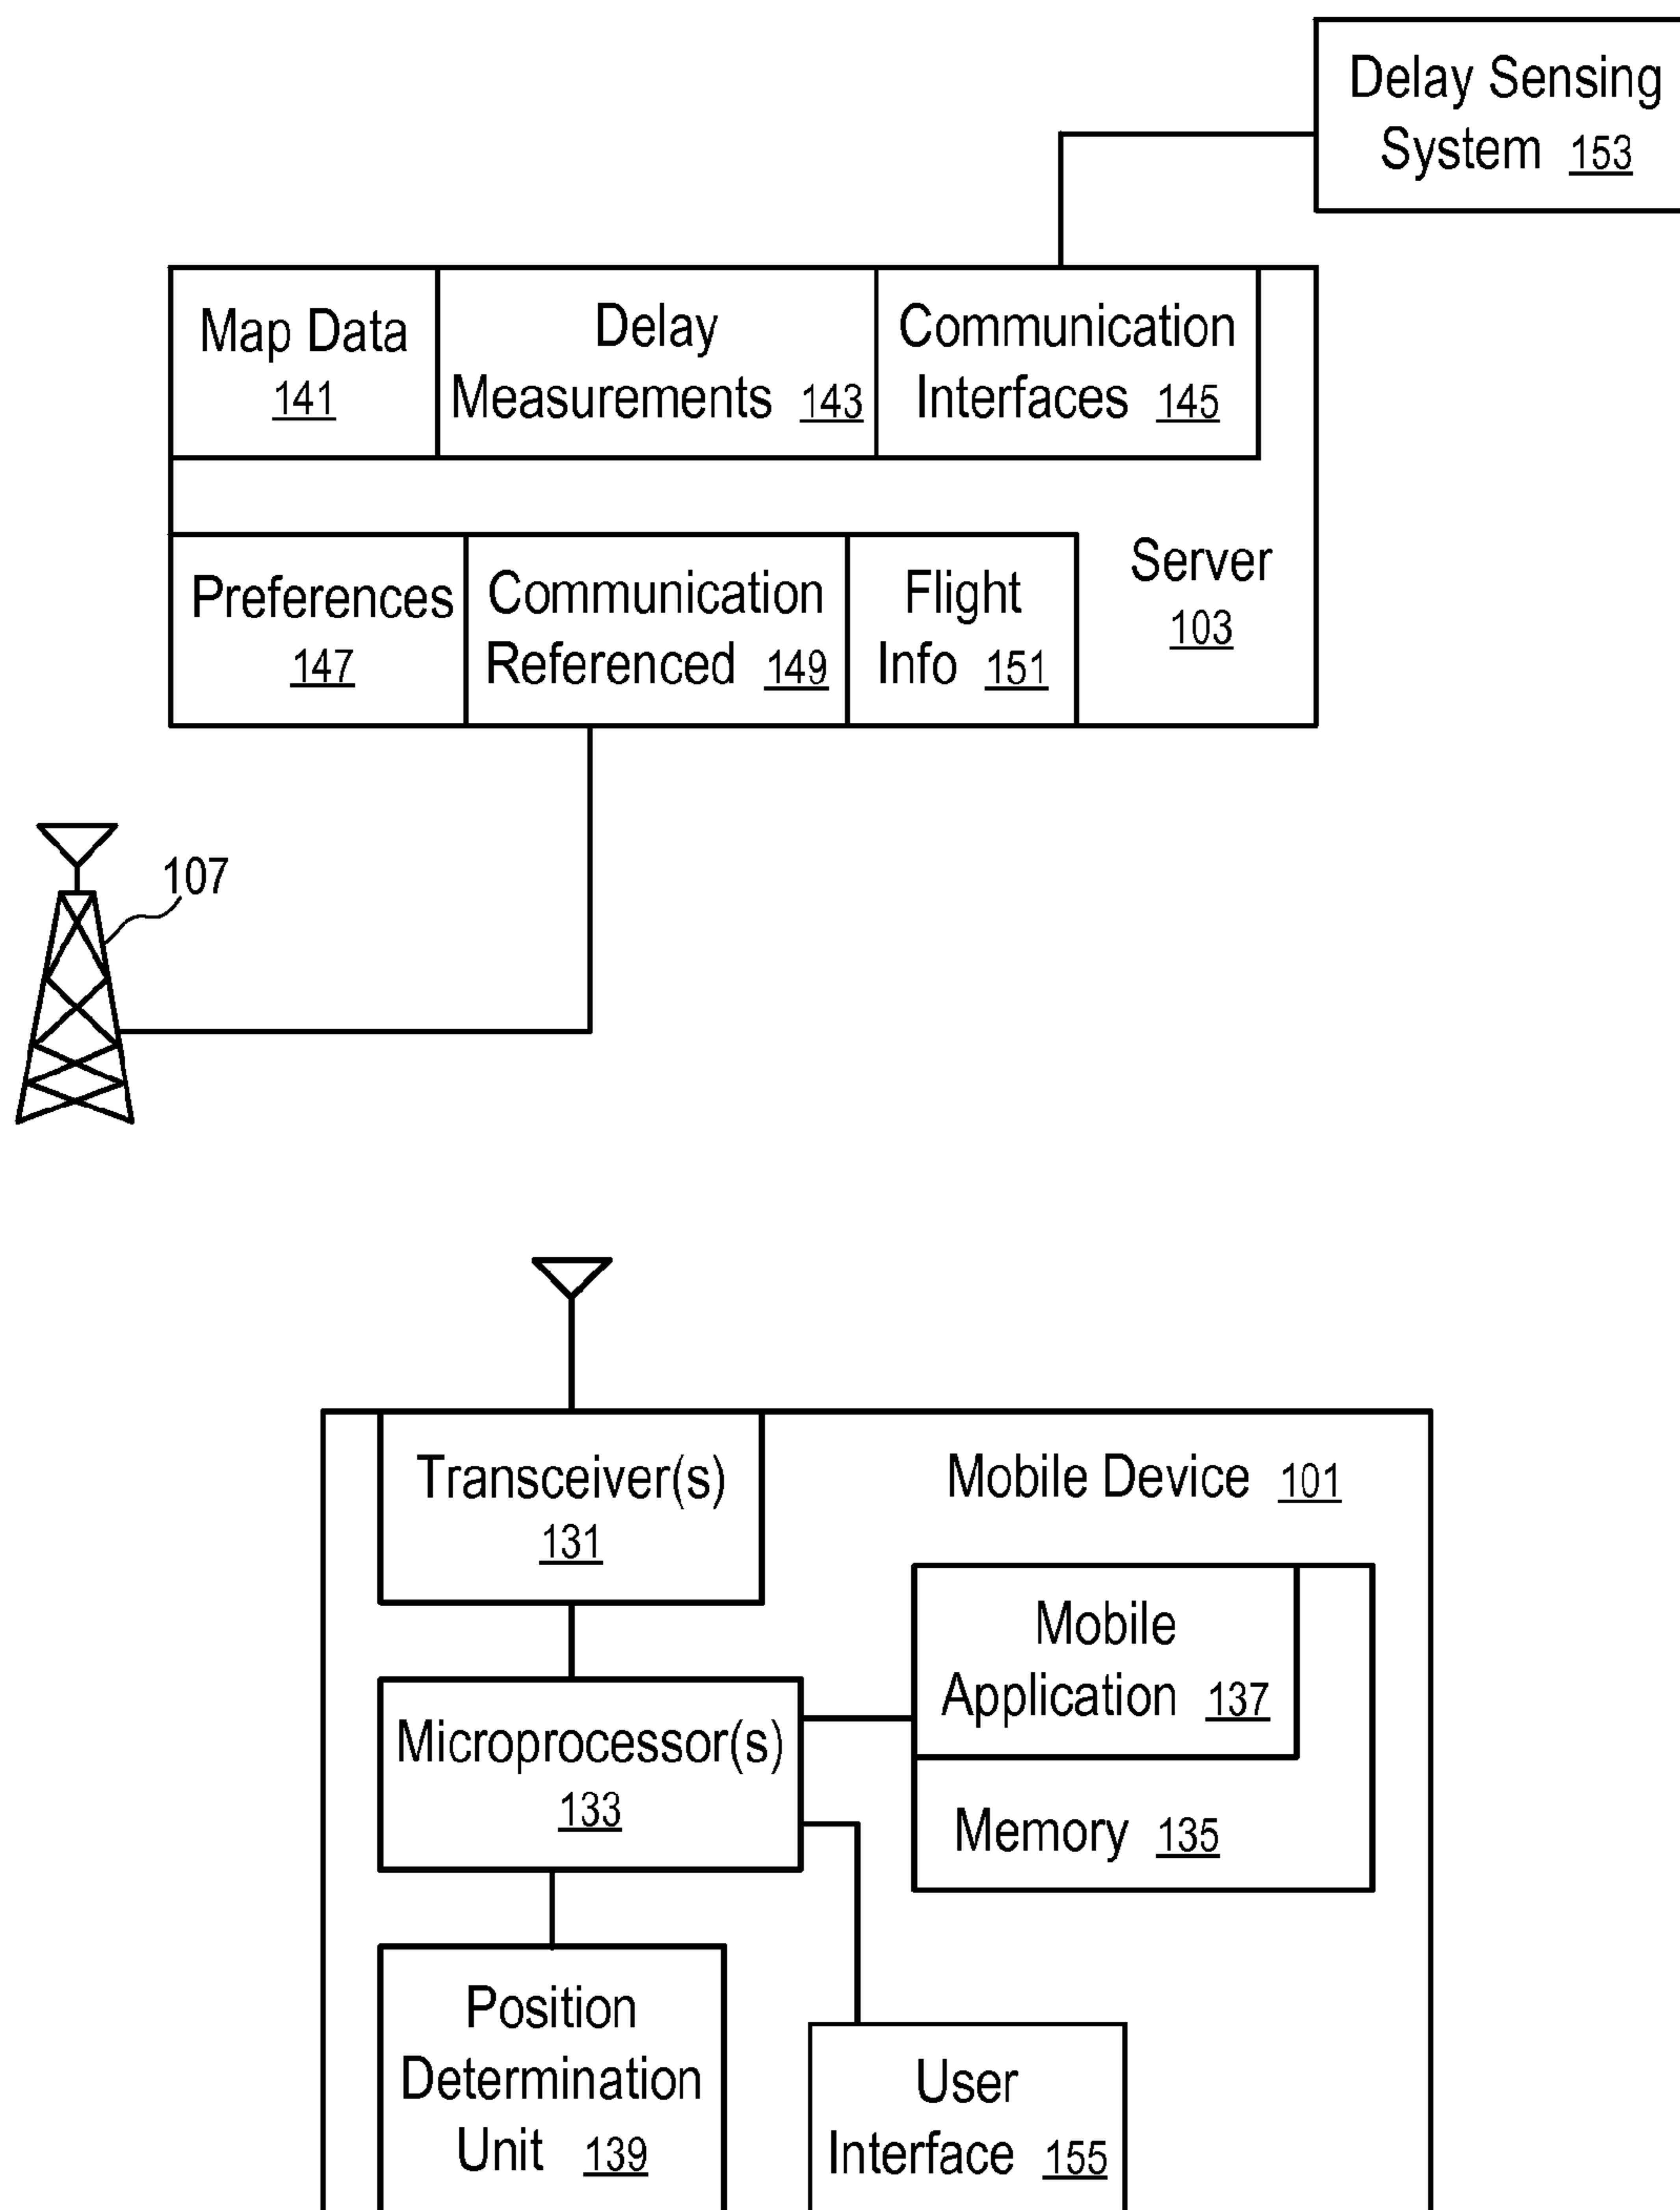 Delay Sensing
System 153
Map Data
141
Delay
Measurements 143
Communication
Interfaces 145
Preferences
147
Communication
Referenced 149
Flight
Info 151
Server
103
107
Transceiver(s)
131
Mobile Device 101
Mobile
Application 137
Microprocessor(s)
133
Memory 135
Position
Determination
Unit 139
User
Interface 155